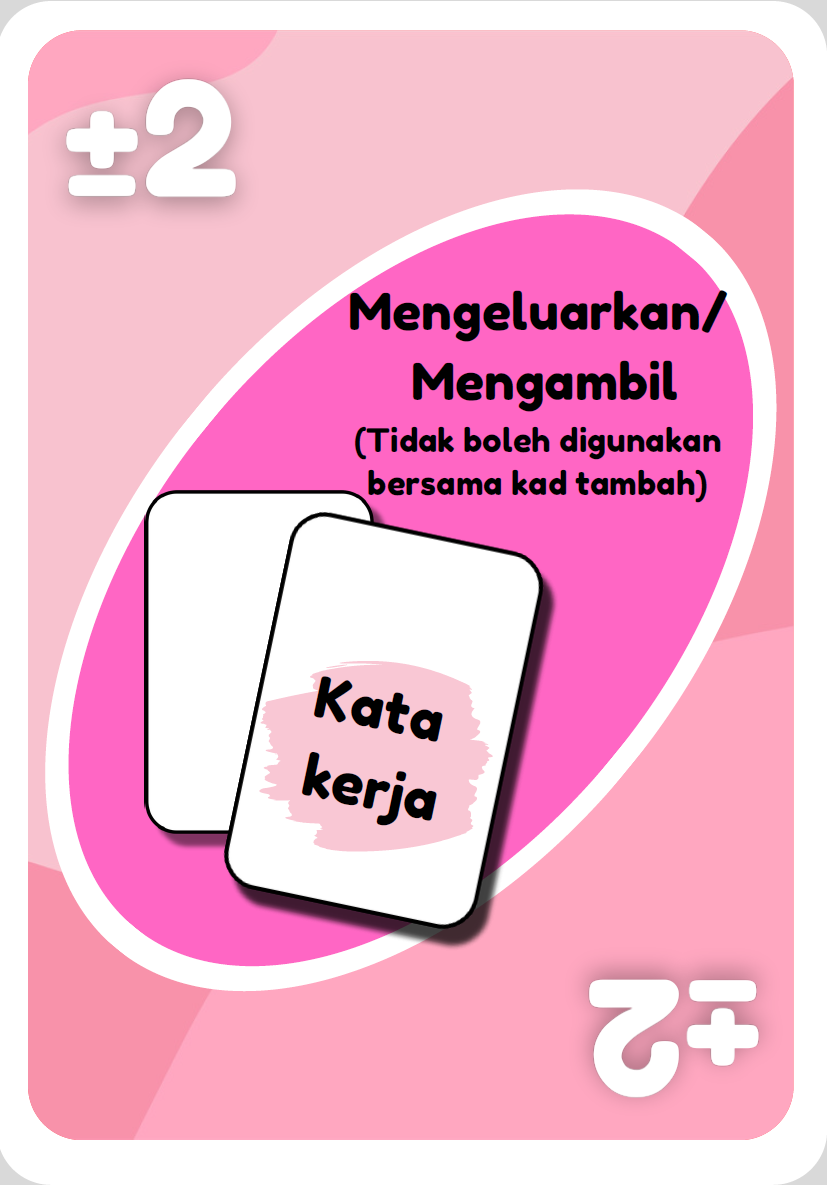 ±2
Mengeluarkan/
Mengambil
(Tidak boleh digunakan
bersama kad tambah)
Kata
kerja
±2